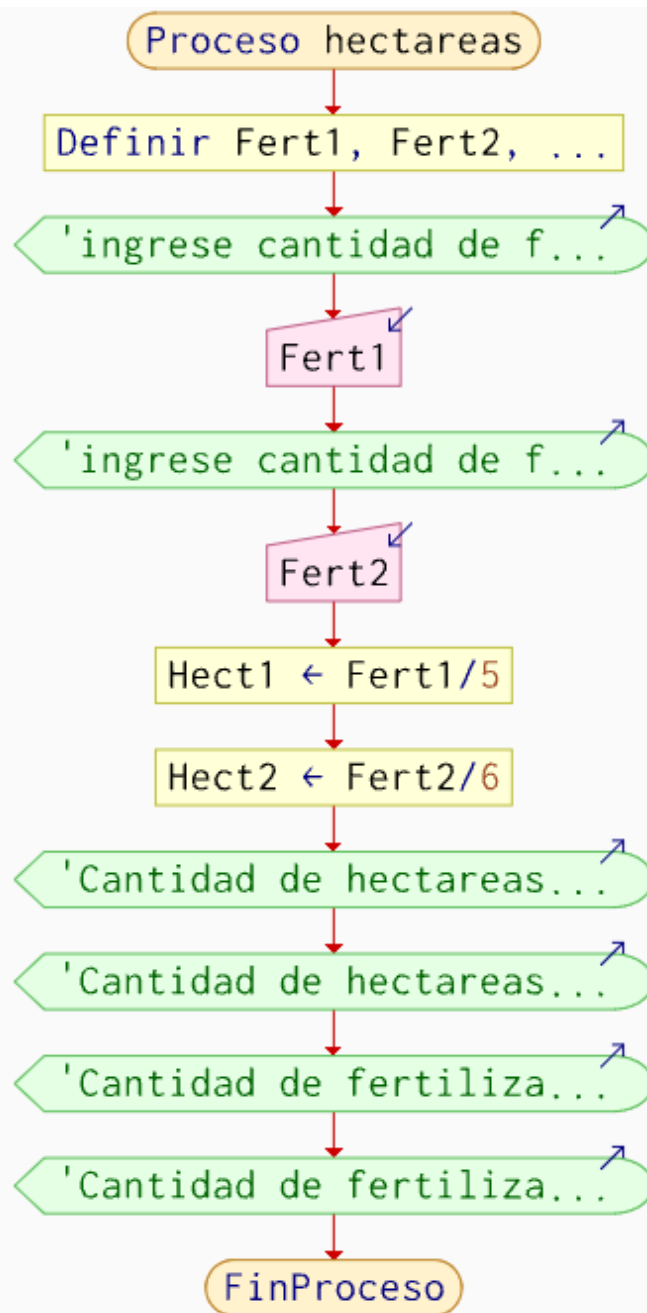 Proceso hectareas
Definir Fert1, Fert2, ...
'ingrese cantidad de f...
Fert1
'ingrese cantidad de f...
Fert2
Hect1 ← Fert1/5
Hect2 ← Fert2/6
'Cantidad de hectareas...
'Cantidad de hectareas...
'Cantidad de fertiliza...
'Cantidad de fertiliza...
FinProceso